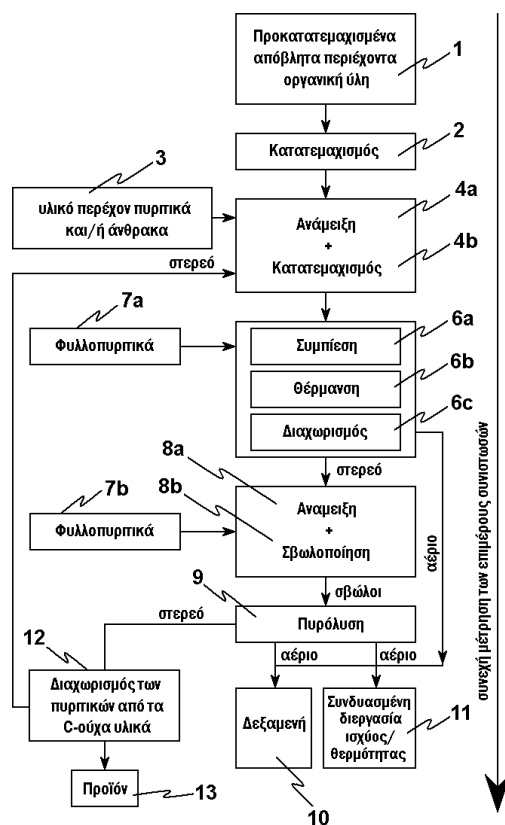 Προκατατεμαχισμένα
απόβλητα περιέχοντα
οργανική ύλη
1
2
Κατατεμαχισμός
3
υλικό περέχον πυριτικά
και/ή άνθρακα
4a
Ανάμειξη
+
Κατατεμαχισμός
4b
στερεό
7a
Φυλλοπυριτικά
6a
Συμπίεση
6b
Θέρμανση
6c
Διαχωρισμός
8a
στερεό
8b
7b
Φυλλοπυριτικά
Αναμειξη
+
Σβωλοποίηση
αέριο
συνεχή μέτρηση των επιμέρους συνιστωσών
9
σβώλοι
στερεό
Πυρόλυση
αέριο
αέριο
12
Διαχωρισμός των
πυριτικών από τα
C-ούχα υλικά
Δεξαμενή
10
Συνδυασμένη
διεργασία
ισχύος/
θερμότητας
11
Προϊόν
13